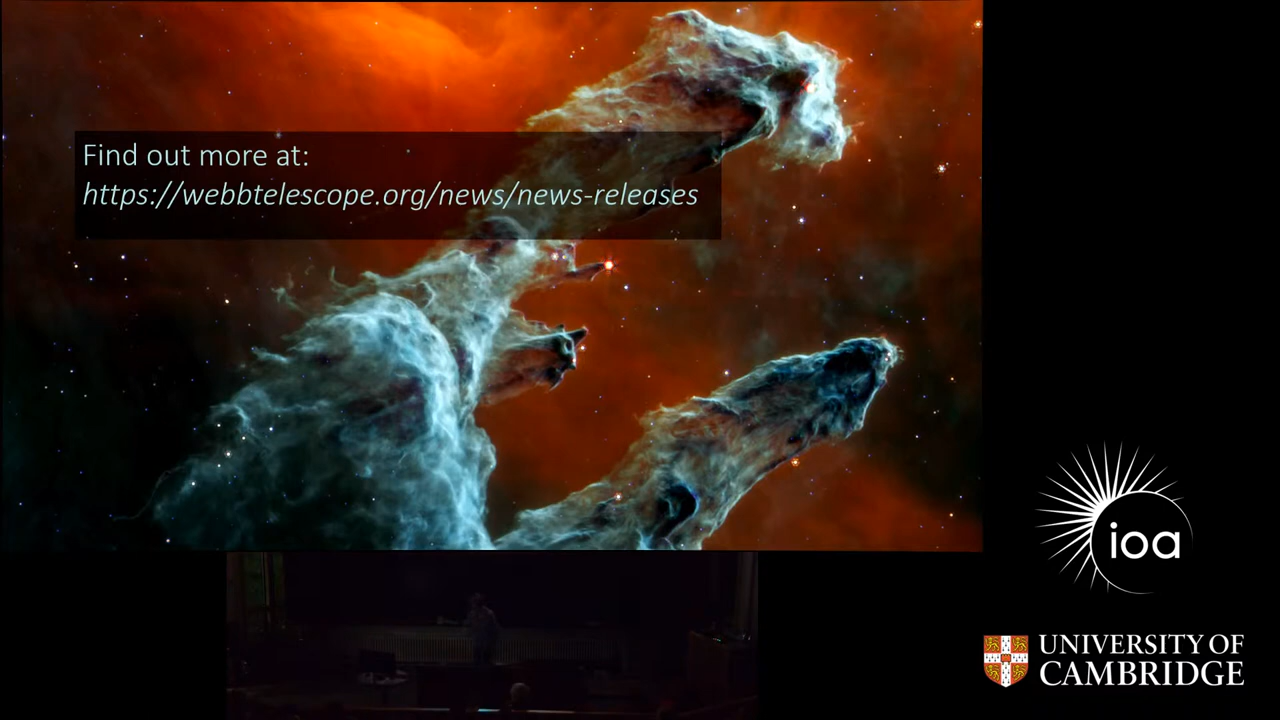 Find out more at:
https://webbtelescope.org/news/news-releases
ioa
UNIVERSITY OF
CAMBRIDGE